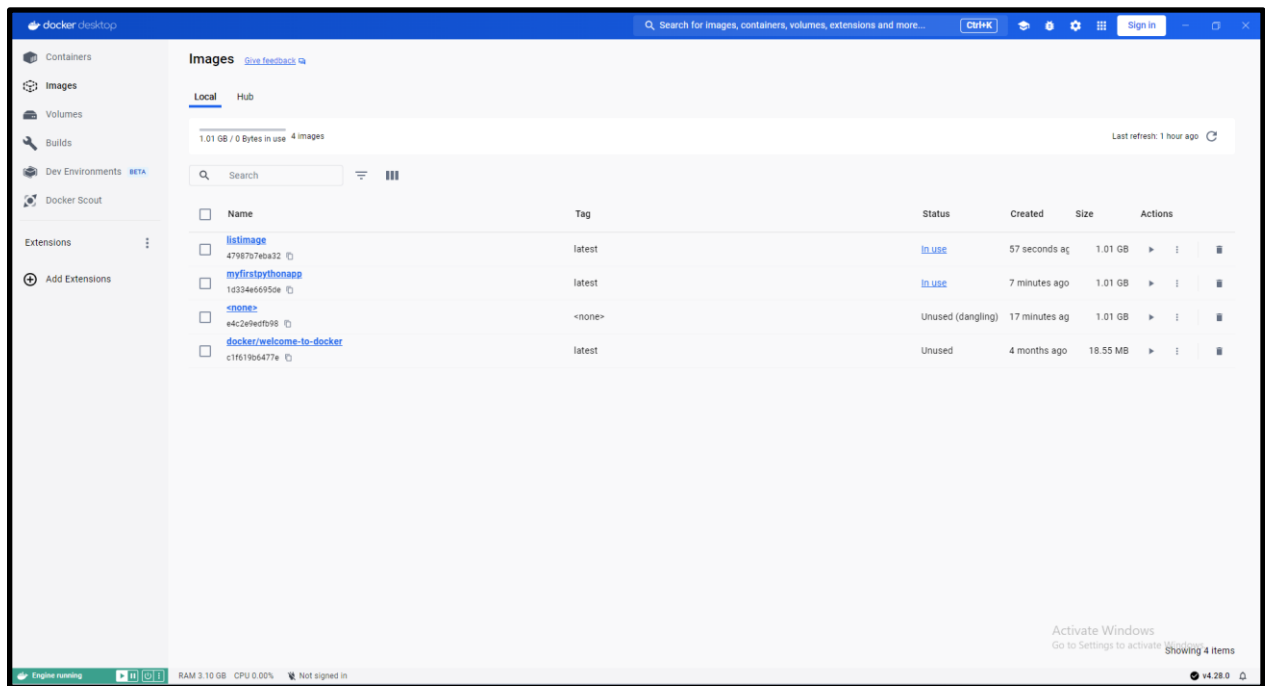 docker desktop
Search for images, containers, volumes, extensions and more... Ctrl+K Sign in
Containers
Images
Volumes
Builds
Dev Environments BETA
Docker Scout
Extensions
Add Extensions
Images Give feedback
Local Hub
1.01 GB / 0 Bytes in use 4 images Last refresh: 1 hour ago
Search
Name Tag Status Created Size Actions
listimage
47987b7eba32
latest In use 57 seconds ag 1.01 GB
myfirstpythonapp
1d334e6695de
latest In use 7 minutes ago 1.01 GB
<none>
e4c2e9edfb98
<none> Unused (dangling) 17 minutes ag 1.01 GB
docker/welcome-to-docker
c1f619b6477e
latest Unused 4 months ago 18.55 MB
Activate Windows
Go to Settings to activate Windows.
Showing 4 items
Engine running RAM 3.10 GB CPU 0.00% Not signed in v4.28.0